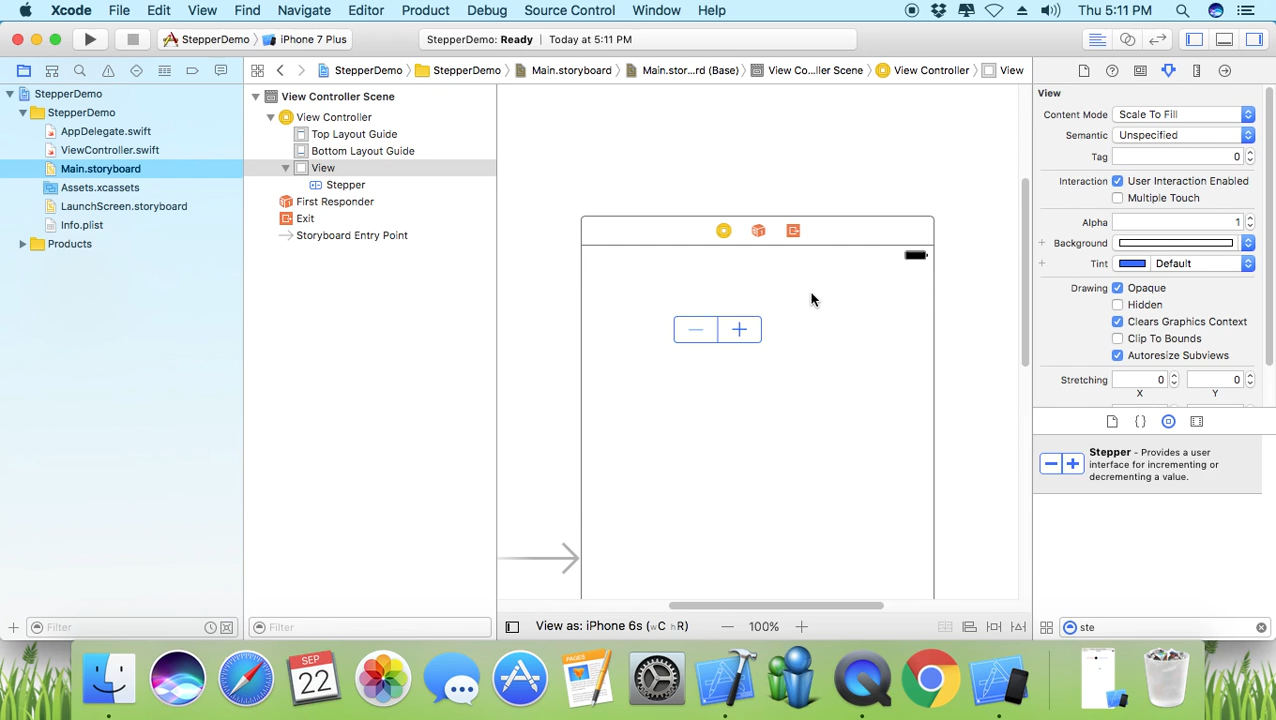 Xcode File Edit View Find Navigate Editor Product Debug Source Control Window Help Thu 5:11 PM
StepperDemo iPhone 7 Plus StepperDemo: Ready Today at 5:11 PM
StepperDemo StepperDemo Main.storyboard Main.stor...rd (Base) View Co...ller Scene View Controller View
StepperDemo
StepperDemo
AppDelegate.swift
ViewController.swift
Main.storyboard
Assets.xcassets
LaunchScreen.storyboard
Info.plist
Products
View Controller Scene
View Controller
Top Layout Guide
Bottom Layout Guide
View
Stepper
First Responder
Exit
Storyboard Entry Point
View
Content Mode Scale To Fill
Semantic Unspecified
Tag 0
Interaction User Interaction Enabled
Multiple Touch
Alpha 1
Background
Tint Default
Drawing Opaque
Hidden
Clears Graphics Context
Clip To Bounds
Autoresize Subviews
Stretching 0 0
X Y
Stepper - Provides a user
interface for incrementing or
decrementing a value.
Filter Filter View as: iPhone 6s (wC hR) 100% ste
SEP
22
PAGES